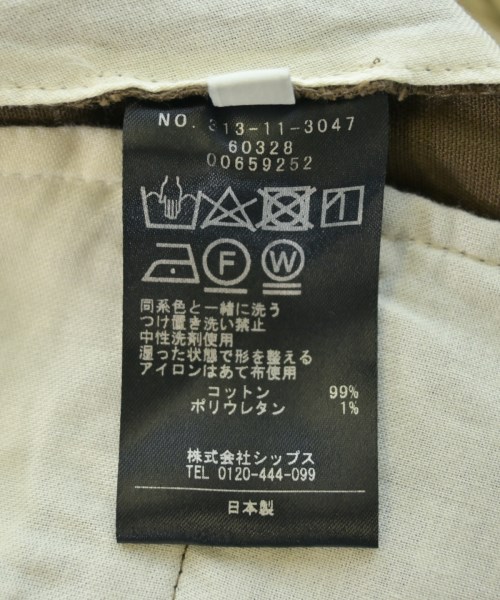 NO. 313-11-3047
60328
00659252
F W
同系色と一緒に洗う
つけ置き洗い禁止
中性洗剤使用
湿った状態で形を整える
アイロンはあて布使用
コットン 99%
ポリウレタン 1%
株式会社シップス
TEL 0120-444-099
日本製